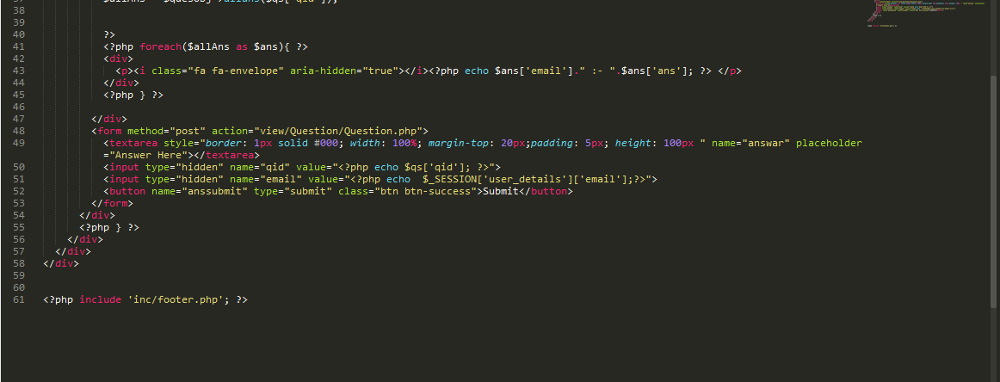 38
39
40 ?>
41 <?php foreach($allAns as $ans){ ?>
42 <div>
43 <p><i class="fa fa-envelope" aria-hidden="true"></i><?php echo $ans['email']." :- ".$ans['ans']; ?> </p>
44 </div>
45 <?php } ?>
46
47 </div>
48 <form method="post" action="view/Question/Question.php">
49 <textarea style="border: 1px solid #000; width: 100%; margin-top: 20px;padding: 5px; height: 100px " name="answar" placeholder
="Answer Here"></textarea>
50 <input type="hidden" name="qid" value="<?php echo $qs['qid']; ?>">
51 <input type="hidden" name="email" value="<?php echo  $_SESSION['user_details']['email'];?>">
52 <button name="anssubmit" type="submit" class="btn btn-success">Submit</button>
53 </form>
54 </div>
55 <?php } ?>
56 </div>
57 </div>
58 </div>
59
60
61 <?php include 'inc/footer.php'; ?>